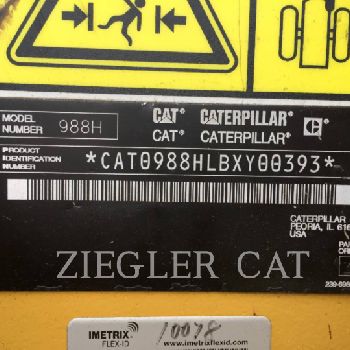 MODEL NUMBER 988H
CAT CATERPILLAR C
CAT® CATERPILLAR®
PRODUCT IDENTIFICATION NUMBER *CAT0988HLBXY00393*
CATERPILLAR
PEORIA, IL 616
USA
ZIEGLER CAT
IMETRIX
FLEX-ID
10078
www.imetrixflexid.com